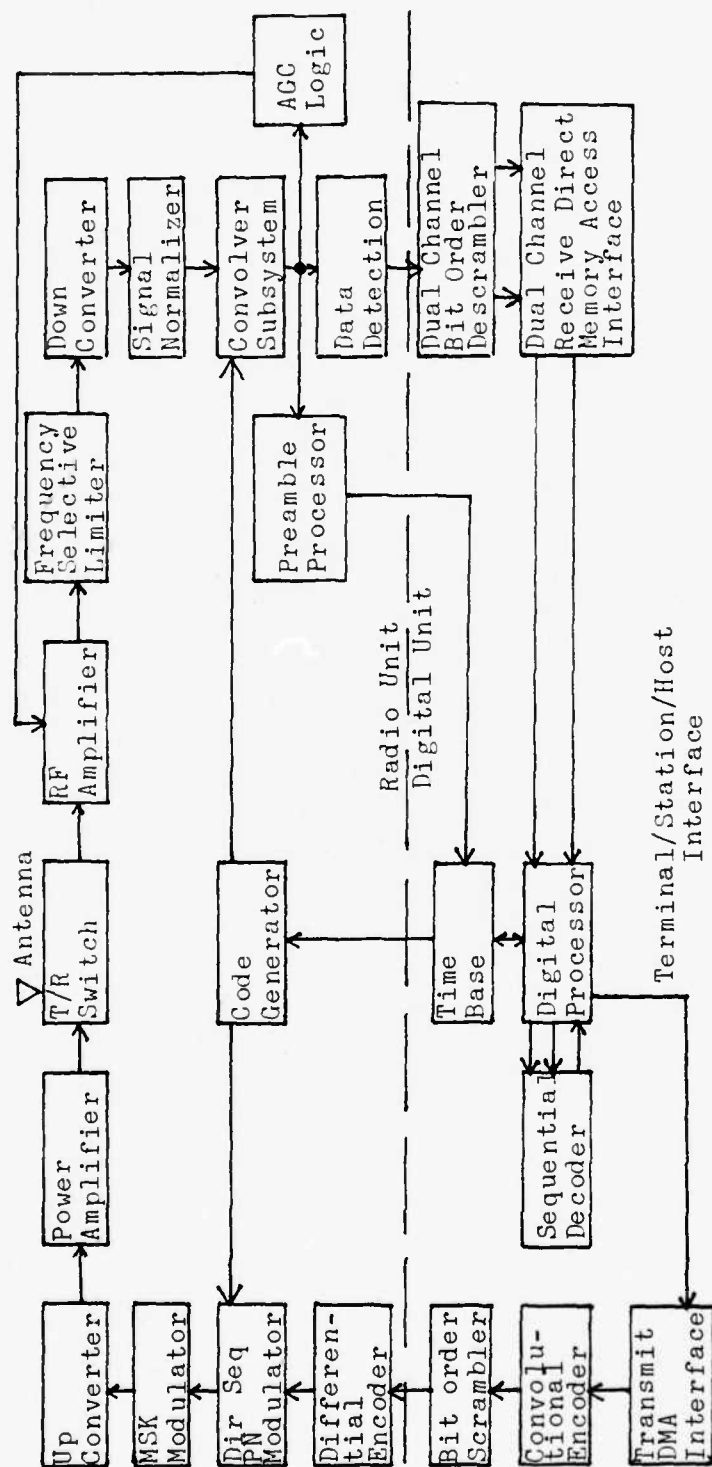 Antenna
Up
Converter
Power
Amplifier
T/R
Switch
RF
Amplifier
Frequency
Selective
Limiter
Down
Converter
AGC
Logic
MSK
Modulator
Signal
Normalizer
Dir Seq
PN
Modulator
Code
Generator
Convolver
Subsystem
Differen-
tial
Encoder
Preamble
Processor
Data
Detection
Radio Unit
Digital Unit
Bit order
Scrambler
Time
Base
Dual Channel
Bit Order
Descrambler
Convolu-
tional
Encoder
Sequential
Decoder
Digital
Processor
Dual Channel
Receive Direct
Memory Access
Interface
Transmit
DMA
Interface
Terminal/Station/Host
Interface